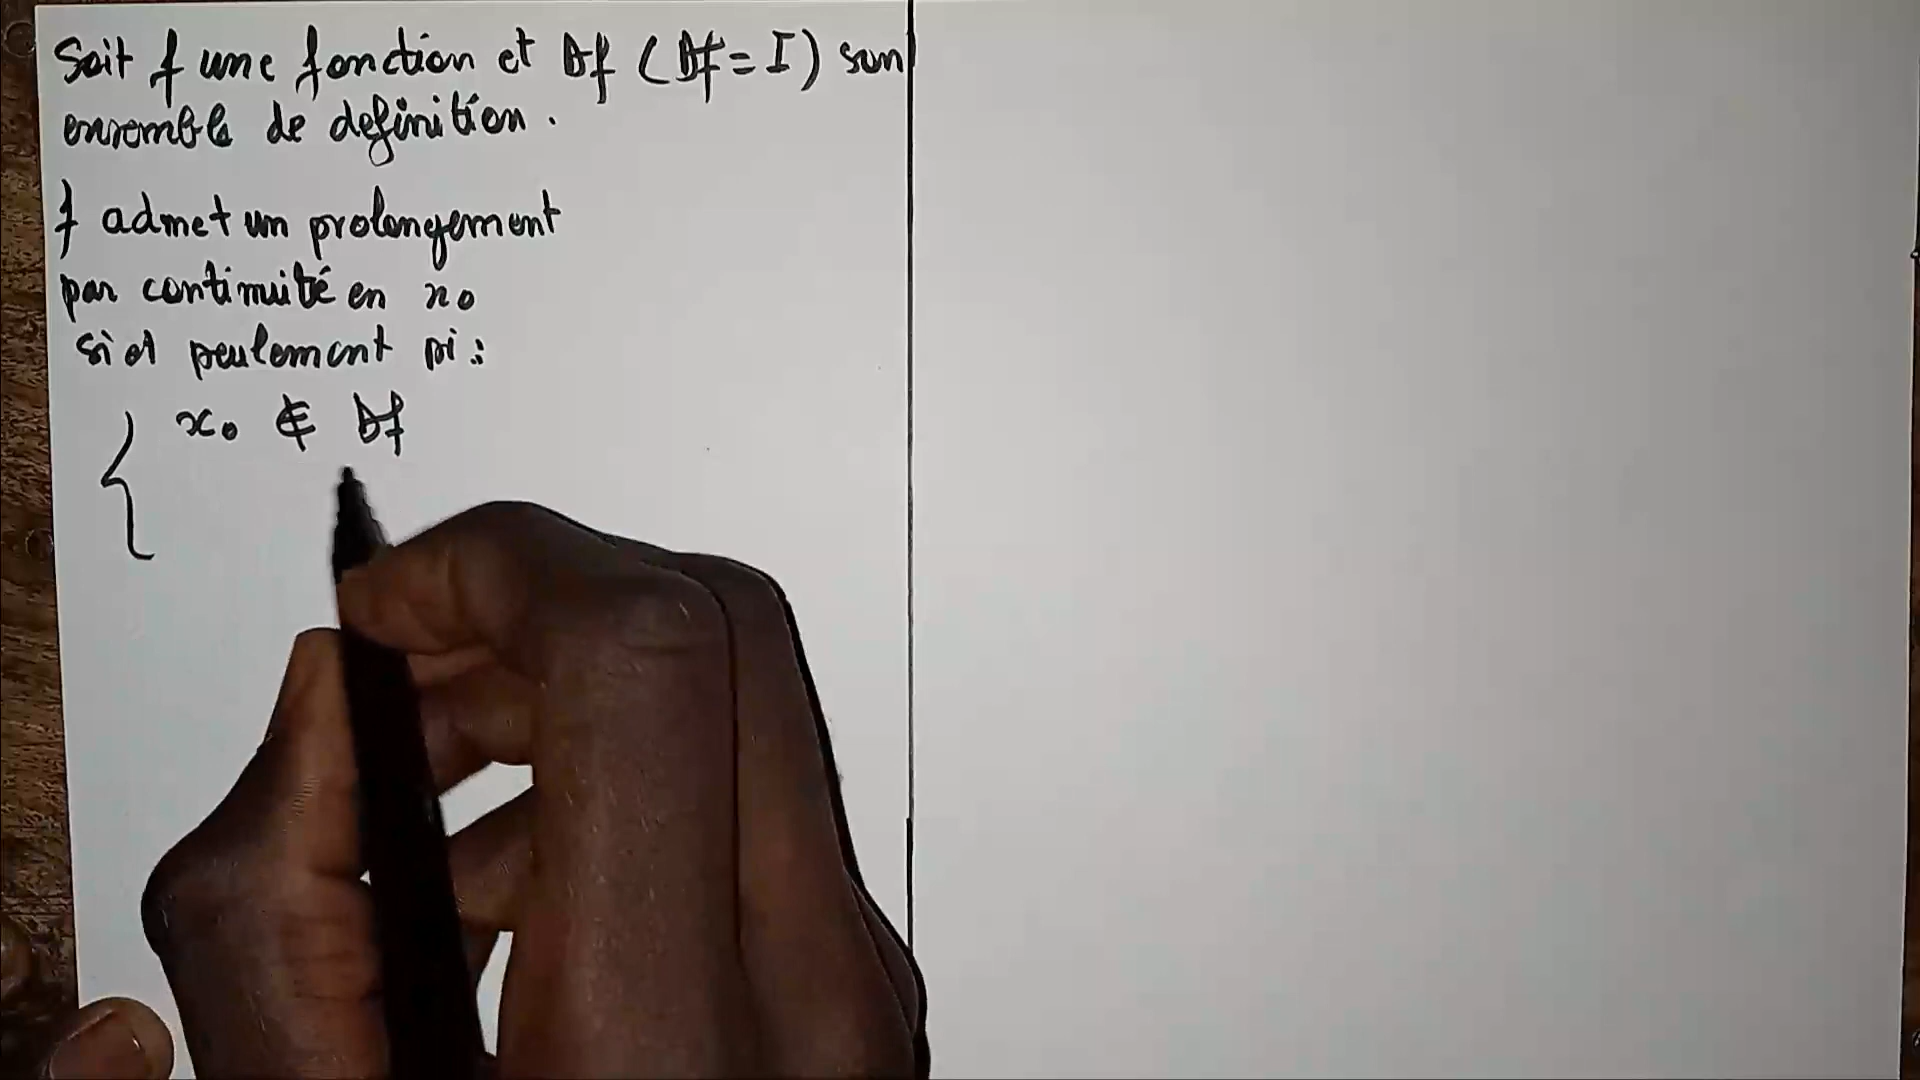 Soit f une fonction et Df (Df = I) son
ensemble de definition.
f admet un prolongement
par continuité en x0
si et seulement si :
{ x0 ∉ Df